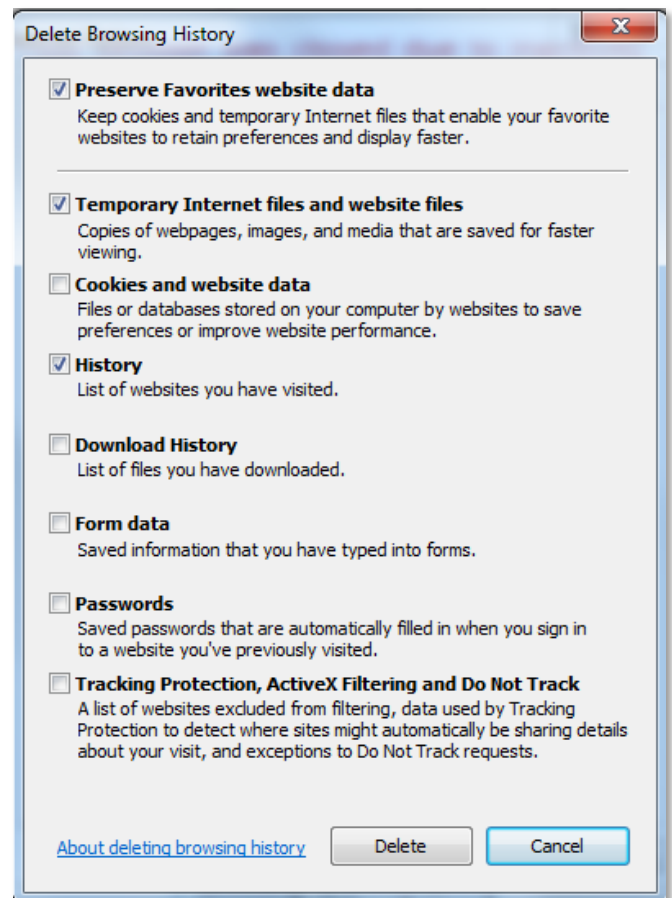 Delete Browsing History
Preserve Favorites website data
Keep cookies and temporary Internet files that enable your favorite
websites to retain preferences and display faster.
Temporary Internet files and website files
Copies of webpages, images, and media that are saved for faster
viewing.
Cookies and website data
Files or databases stored on your computer by websites to save
preferences or improve website performance.
History
List of websites you have visited.
Download History
List of files you have downloaded.
Form data
Saved information that you have typed into forms.
Passwords
Saved passwords that are automatically filled in when you sign in
to a website you've previously visited.
Tracking Protection, ActiveX Filtering and Do Not Track
A list of websites excluded from filtering, data used by Tracking
Protection to detect where sites might automatically be sharing details
about your visit, and exceptions to Do Not Track requests.
About deleting browsing history Delete Cancel